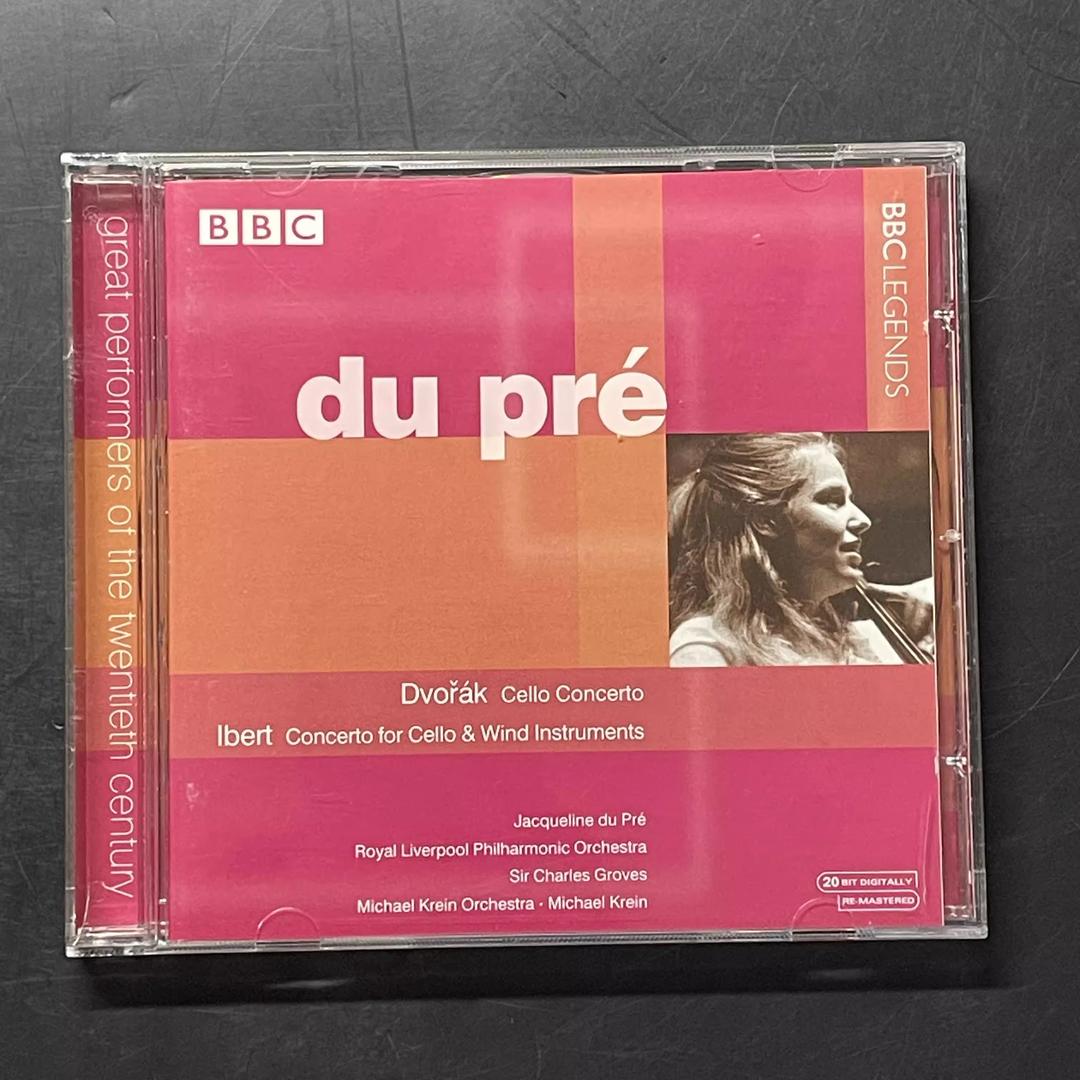 great performers of the twentieth century
BBC
BBC LEGENDS
du pré
Dvořák Cello Concerto
Ibert Concerto for Cello & Wind Instruments
Jacqueline du Pré
Royal Liverpool Philharmonic Orchestra
Sir Charles Groves
Michael Krein Orchestra · Michael Krein
20 BIT DIGITALLY
RE-MASTERED